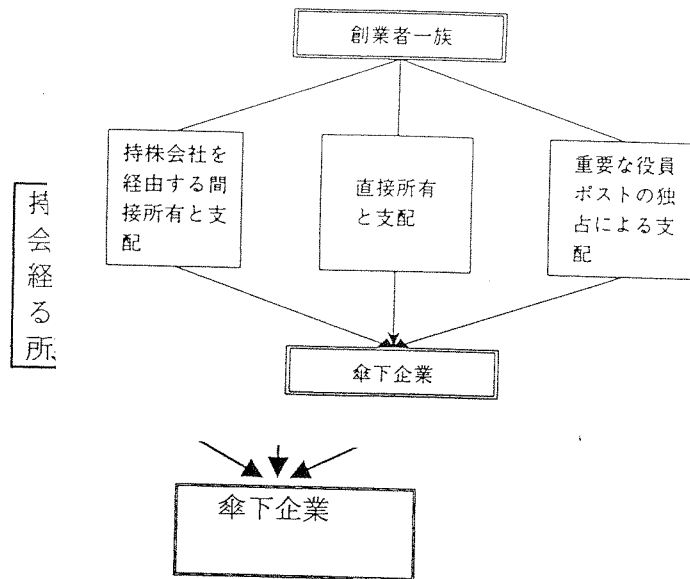 創業者一族
持株会社を
経由する間
接所有と支
配
直接所有
と支配
重要な役員
ポストの独
占による支
配
持
会
経
る
所
傘下企業
傘下企業